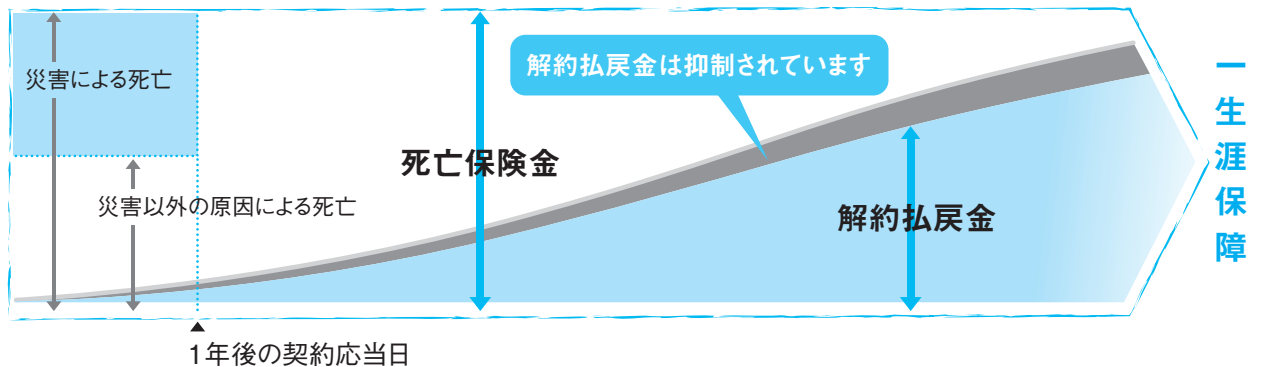 災害による死亡
災害以外の原因による死亡
死亡保険金
解約払戻金は抑制されています
解約払戻金
一生涯保障
▲
1年後の契約応当日